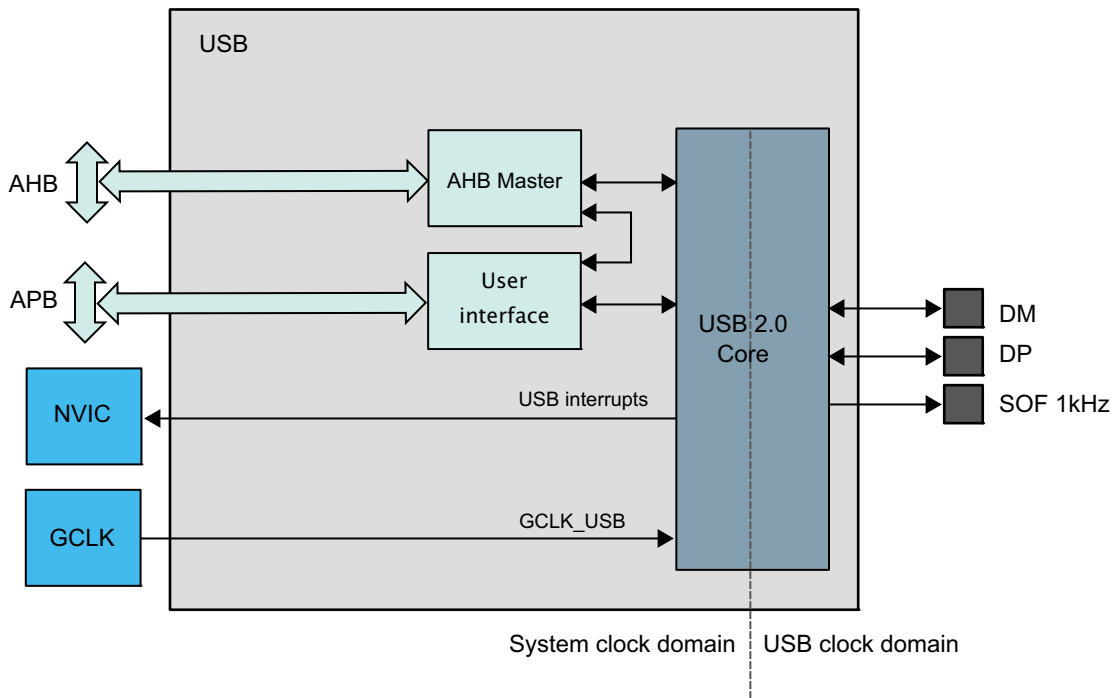 USB
AHB
AHB Master
APB
User
interface
USB 2.0
Core
DM
DP
SOF 1kHz
NVIC
USB interrupts
GCLK
GCLK_USB
System clock domain
USB clock domain